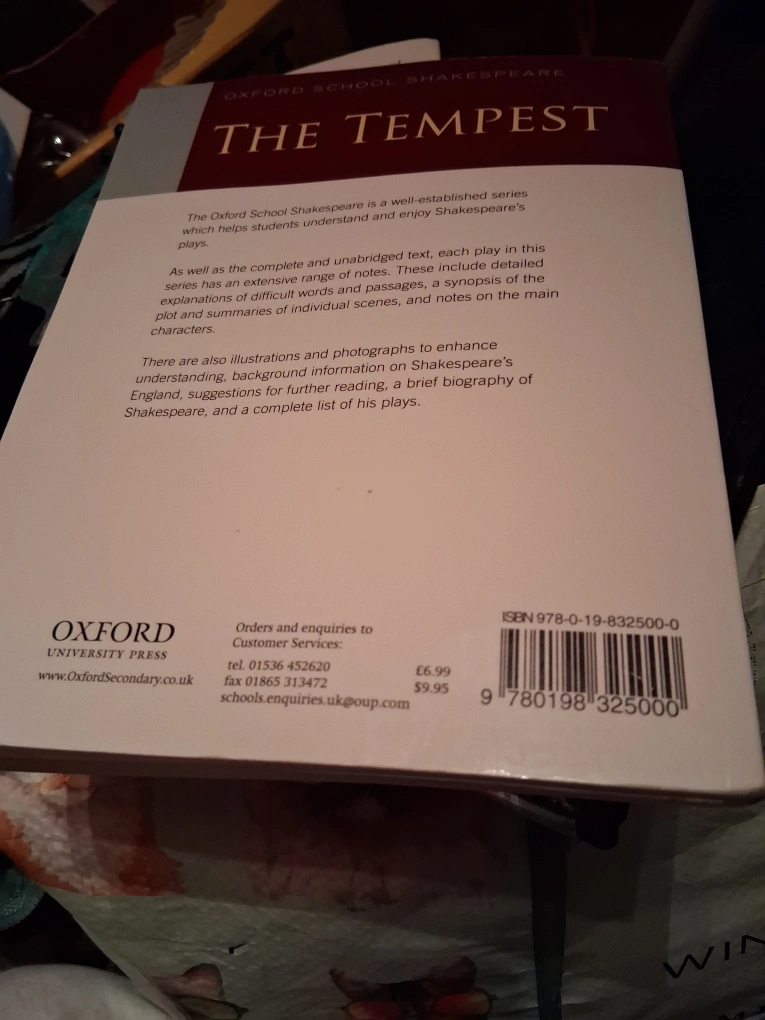 OXFORD SCHOOL SHAKESPEARE
THE TEMPEST
The Oxford School Shakespeare is a well-established series
which helps students understand and enjoy Shakespeare's
plays.
As well as the complete and unabridged text, each play in this
series has an extensive range of notes. These include detailed
explanations of difficult words and passages, a synopsis of the
plot and summaries of individual scenes, and notes on the main
characters.
There are also illustrations and photographs to enhance
understanding, background information on Shakespeare's
England, suggestions for further reading, a brief biography of
Shakespeare, and a complete list of his plays.
OXFORD
UNIVERSITY PRESS
www.OxfordSecondary.co.uk
Orders and enquiries to
Customer Services:
tel. 01536 452620
fax 01865 313472
schools.enquiries.uk@oup.com
£6.99
$9.95
ISBN 978-0-19-832500-0
9 780198 325000